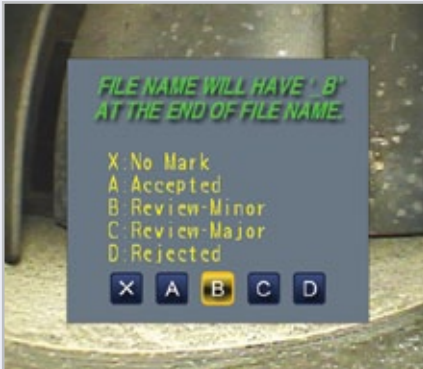 FILE NAME WILL HAVE '_B'
AT THE END OF FILE NAME.
X:No Mark
A:Accepted
B:Review-Minor
C:Review-Major
D:Rejected
X A B C D